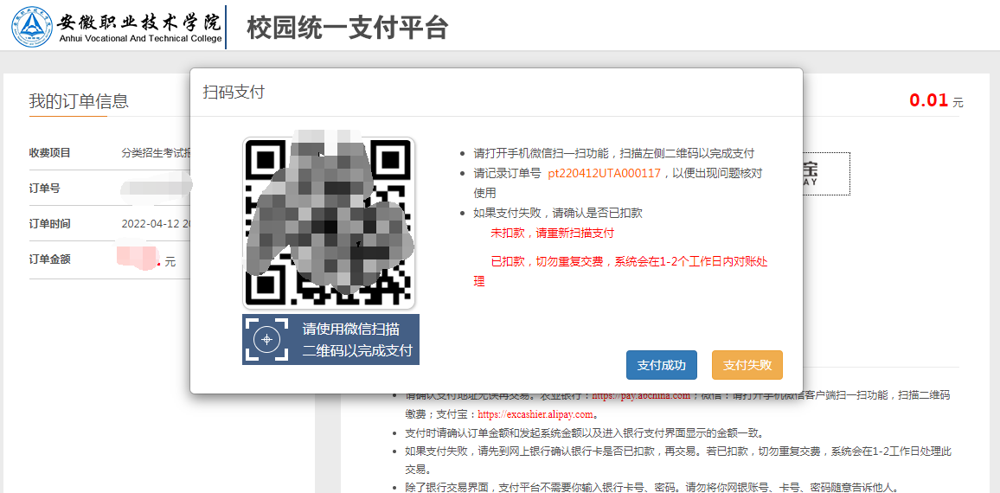 安徽职业技术学院
Anhui Vocational And Technical College
校园统一支付平台
我的订单信息
0.01 元
收费项目
分类招生考试报
订单号
订单时间
2022-04-12 20
订单金额
元
扫码支付
请打开手机微信扫一扫功能，扫描左侧二维码以完成支付
请记录订单号 pt220412UTA000117，以便出现问题核对
使用
如果支付失败，请确认是否已扣款
未扣款，请重新扫描支付
已扣款，切勿重复交费，系统会在1-2个工作日内对账处
理
请使用微信扫描
二维码以完成支付
支付成功
支付失败
宝
AY
请确认支付地址无误再交易。农业银行：https://pay.abchina.com；微信：请打开手机微信客户端扫一扫功能，扫描二维码
缴费；支付宝：https://excashier.alipay.com。
支付时请确认订单金额和发起系统金额以及进入银行支付界面显示的金额一致。
如果支付失败，请先到网上银行确认银行卡是否已扣款，再交易。若已扣款，切勿重复交费，系统会在1-2工作日处理此
交易。
除了银行交易界面，支付平台不需要你输入银行卡号、密码。请勿将你网银账号、卡号、密码随意告诉他人。